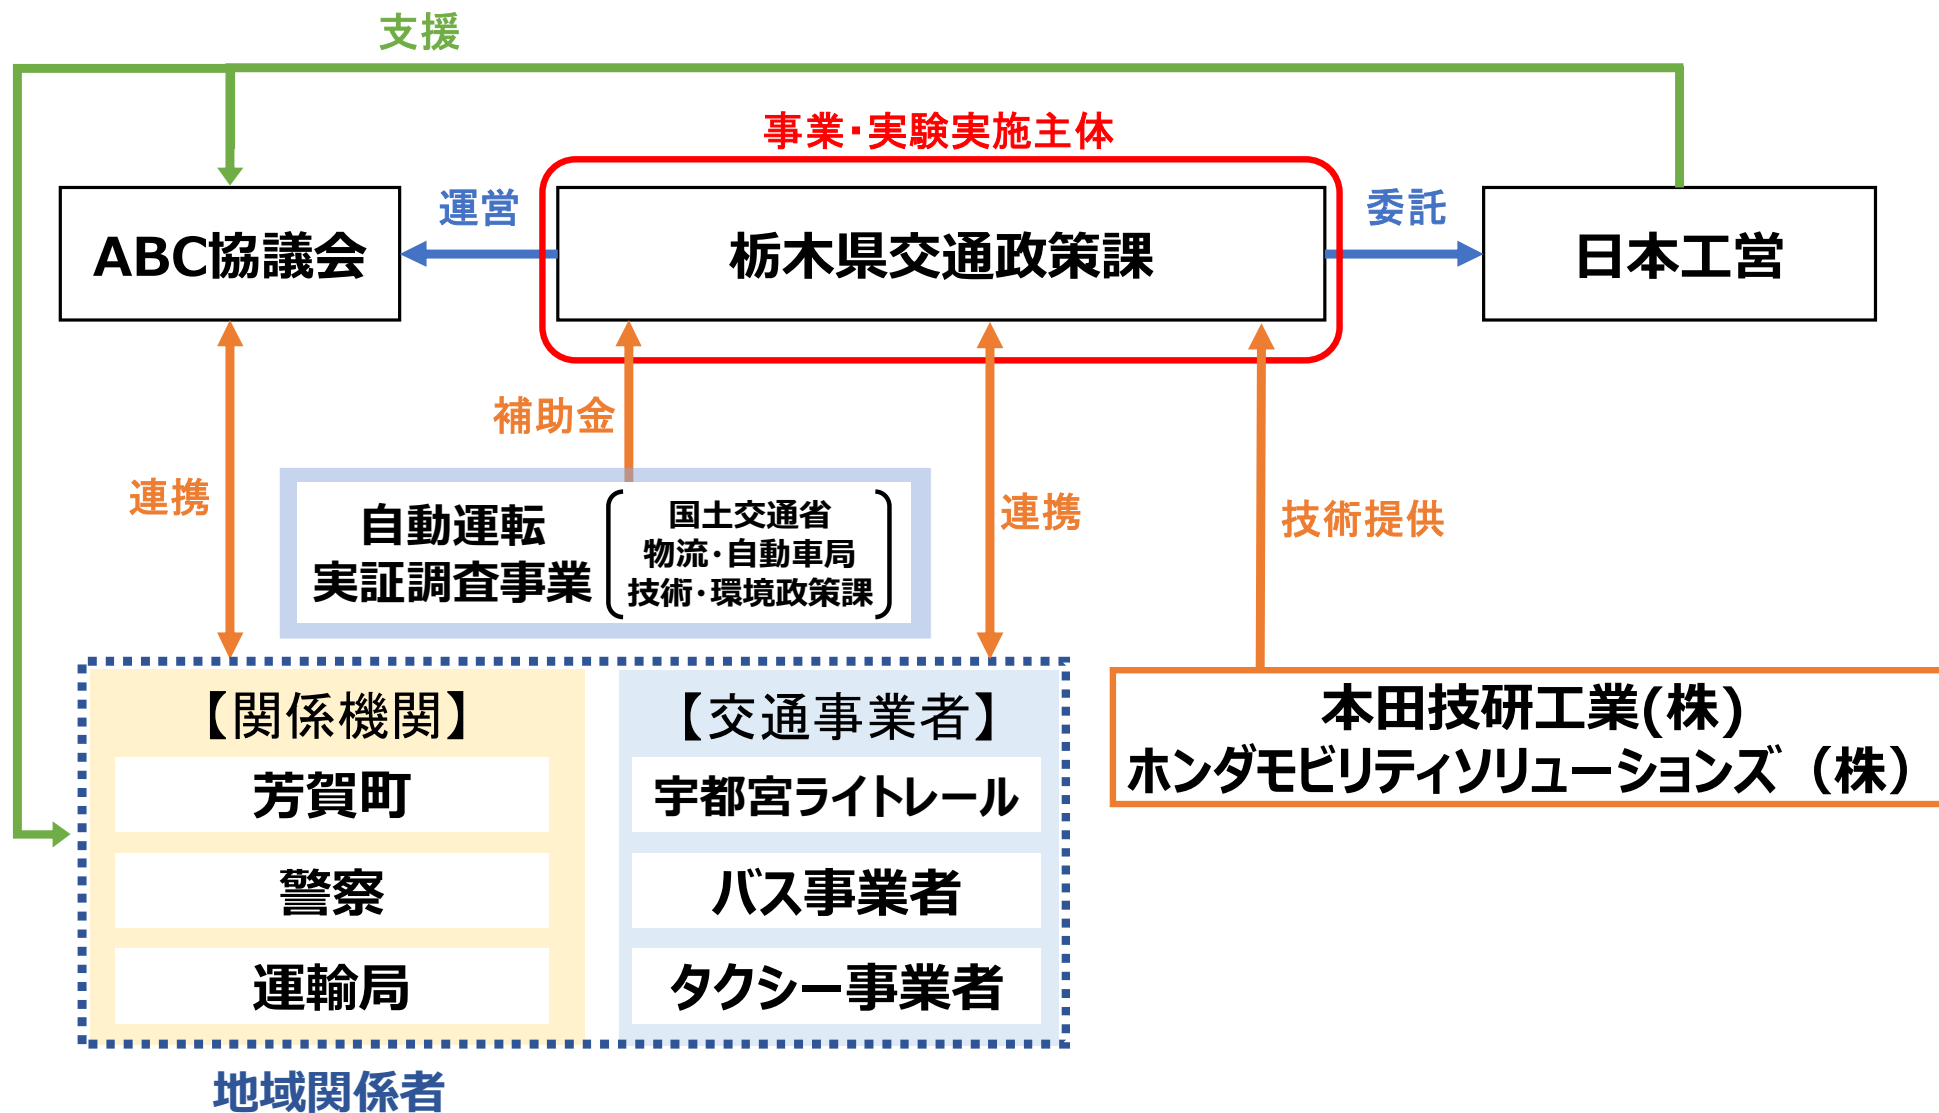 支援
事業・実験実施主体
運営
委託
ABC協議会
栃木県交通政策課
日本工営
補助金
連携
連携
技術提供
自動運転
実証調査事業
国土交通省
物流・自動車局
技術・環境政策課
【関係機関】
芳賀町
警察
運輸局
【交通事業者】
宇都宮ライトレール
バス事業者
タクシー事業者
本田技研工業(株)
ホンダモビリティソリューションズ（株）
地域関係者